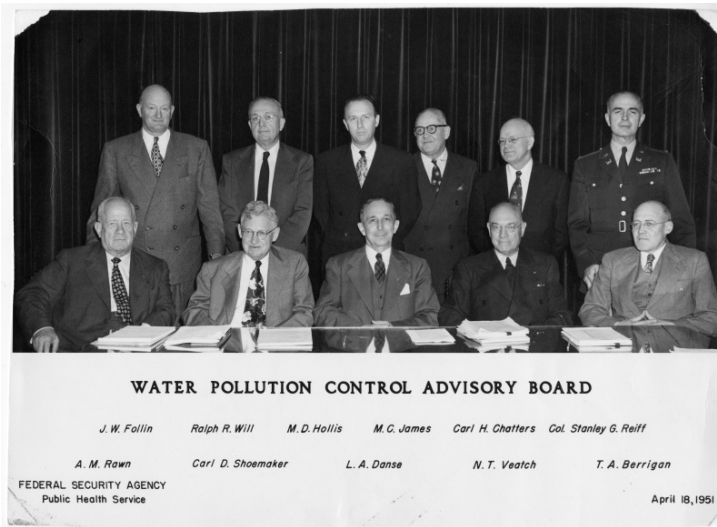 WATER POLLUTION CONTROL ADVISORY BOARD
J. W. Follin Ralph R. Will M. D. Hollis M. C. James Carl H. Chatters Col. Stanley G. Reiff
A. M. Rawn Carl D. Shoemaker L. A. Danse N. T. Veatch T. A. Berrigan
FEDERAL SECURITY AGENCY
Public Health Service
April 18, 1951